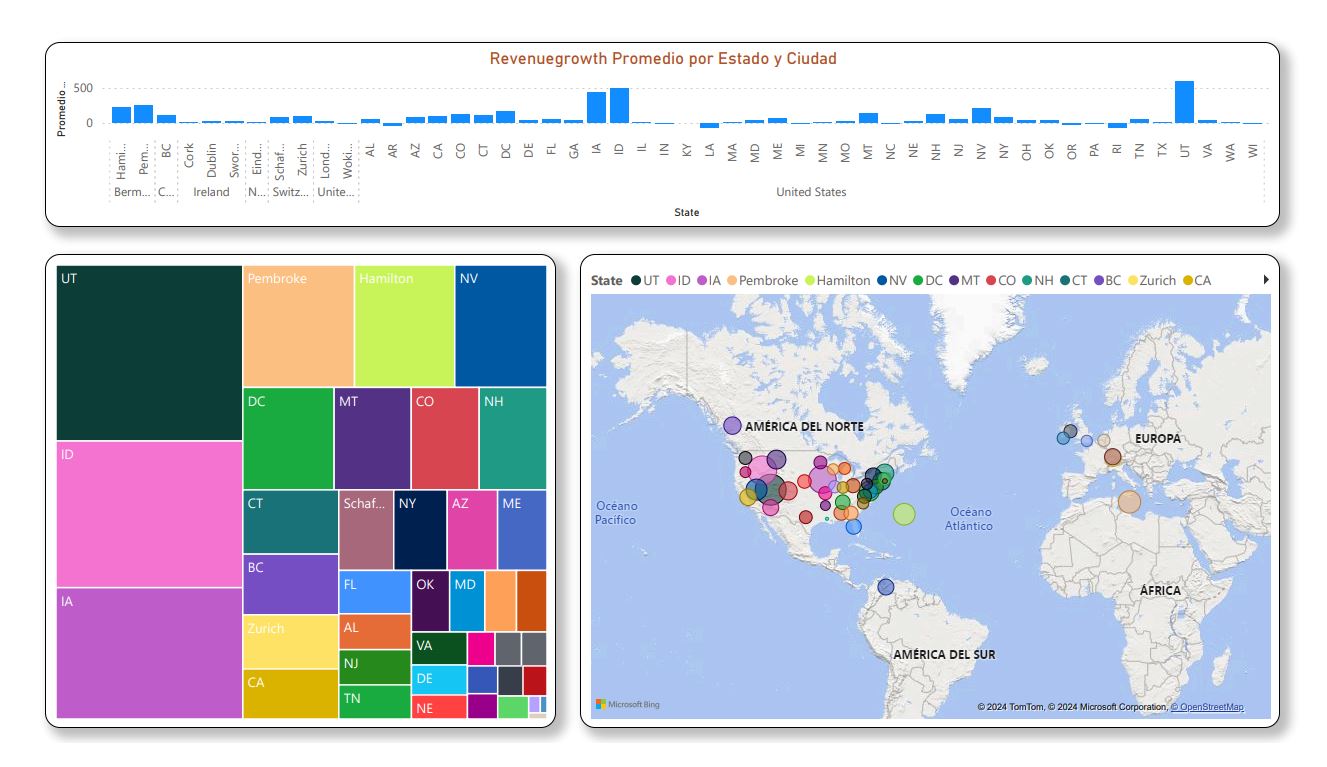 Revenuegrowth Promedio por Estado y Ciudad
Promedio ...
500
0
Hami...
Pem...
BC
Cork
Dublin
Swor...
Eind...
Schaf...
Zurich
Lond...
Woki...
AL
AR
AZ
CA
CO
CT
DC
DE
FL
GA
IA
ID
IL
IN
KY
LA
MA
MD
ME
MI
MN
MO
MT
NC
NE
NH
NJ
NV
NY
OH
OK
OR
PA
RI
TN
TX
UT
VA
WA
WI
Berm...
C...
Ireland
N...
Switz...
Unite...
United States
State
UT
Pembroke
Hamilton
NV
DC
MT
CO
NH
ID
CT
Schaf...
NY
AZ
ME
BC
FL
OK
MD
IA
Zurich
AL
VA
NJ
DE
CA
TN
NE
State UT ID IA Pembroke Hamilton NV DC MT CO NH CT BC Zurich CA
AMÉRICA DEL NORTE
EUROPA
Océano
Pacífico
Océano
Atlántico
ÁFRICA
AMÉRICA DEL SUR
Microsoft Bing
© 2024 TomTom, © 2024 Microsoft Corporation, © OpenStreetMap